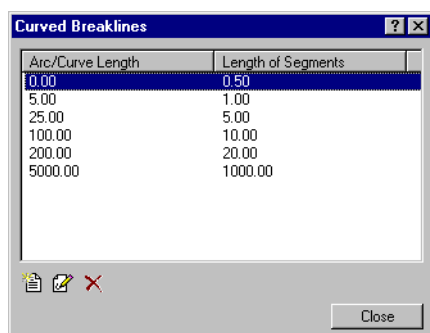 Curved Breaklines
Arc/Curve Length Length of Segments
0.00 0.50
5.00 1.00
25.00 5.00
100.00 10.00
200.00 20.00
5000.00 1000.00
Close